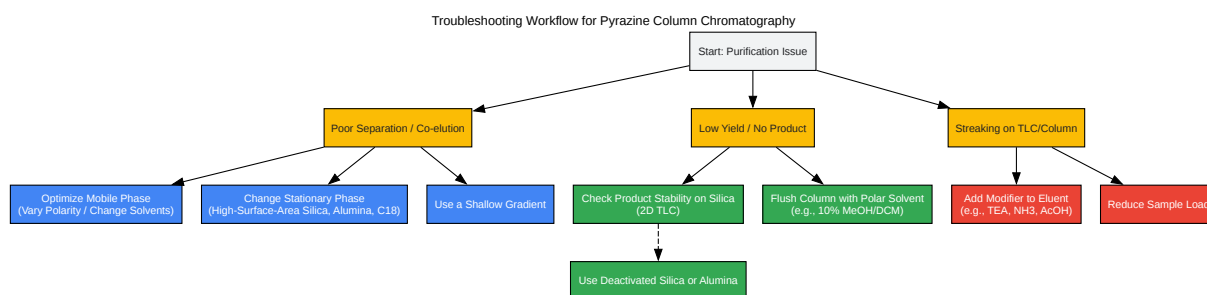 Troubleshooting Workflow for Pyrazine Column Chromatography
Start: Purification Issue
Poor Separation / Co-elution
Low Yield / No Product
Streaking on TLC/Column
Optimize Mobile Phase
(Vary Polarity / Change Solvents)
Change Stationary Phase
(High-Surface-Area Silica, Alumina, C18)
Use a Shallow Gradient
Check Product Stability on Silica
(2D TLC)
Flush Column with Polar Solvent
(e.g., 10% MeOH/DCM)
Add Modifier to Eluent
(e.g., TEA, NH3, AcOH)
Reduce Sample Load
Use Deactivated Silica or Alumina